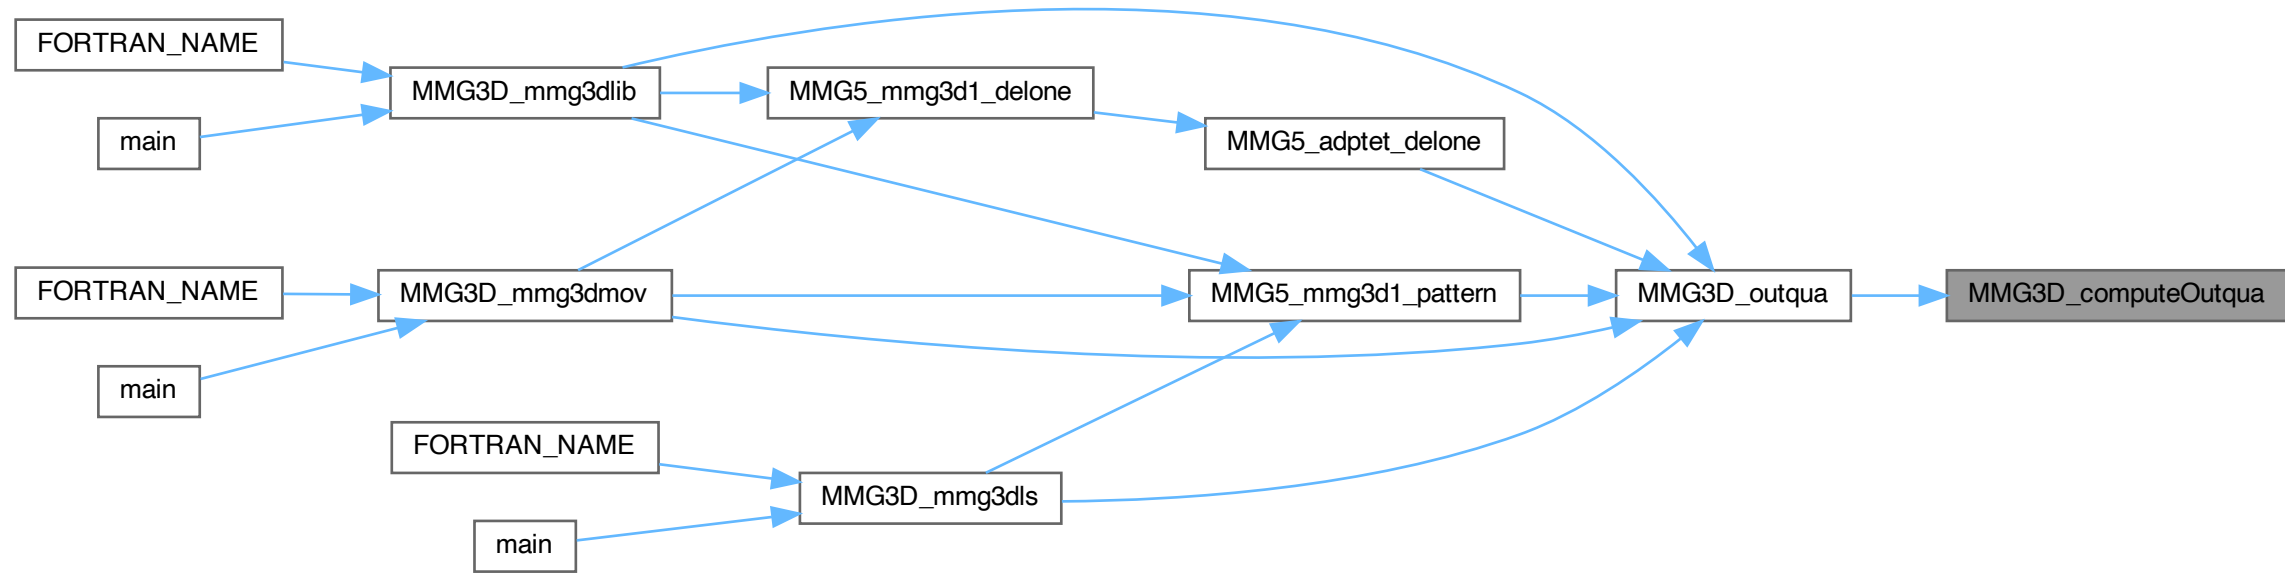 FORTRAN_NAME
MMG3D_mmg3dlib
MMG5_mmg3d1_delone
main
MMG5_adptet_delone
FORTRAN_NAME
MMG3D_mmg3dmov
MMG5_mmg3d1_pattern
MMG3D_outqua
MMG3D_computeOutqua
main
FORTRAN_NAME
MMG3D_mmg3dls
main